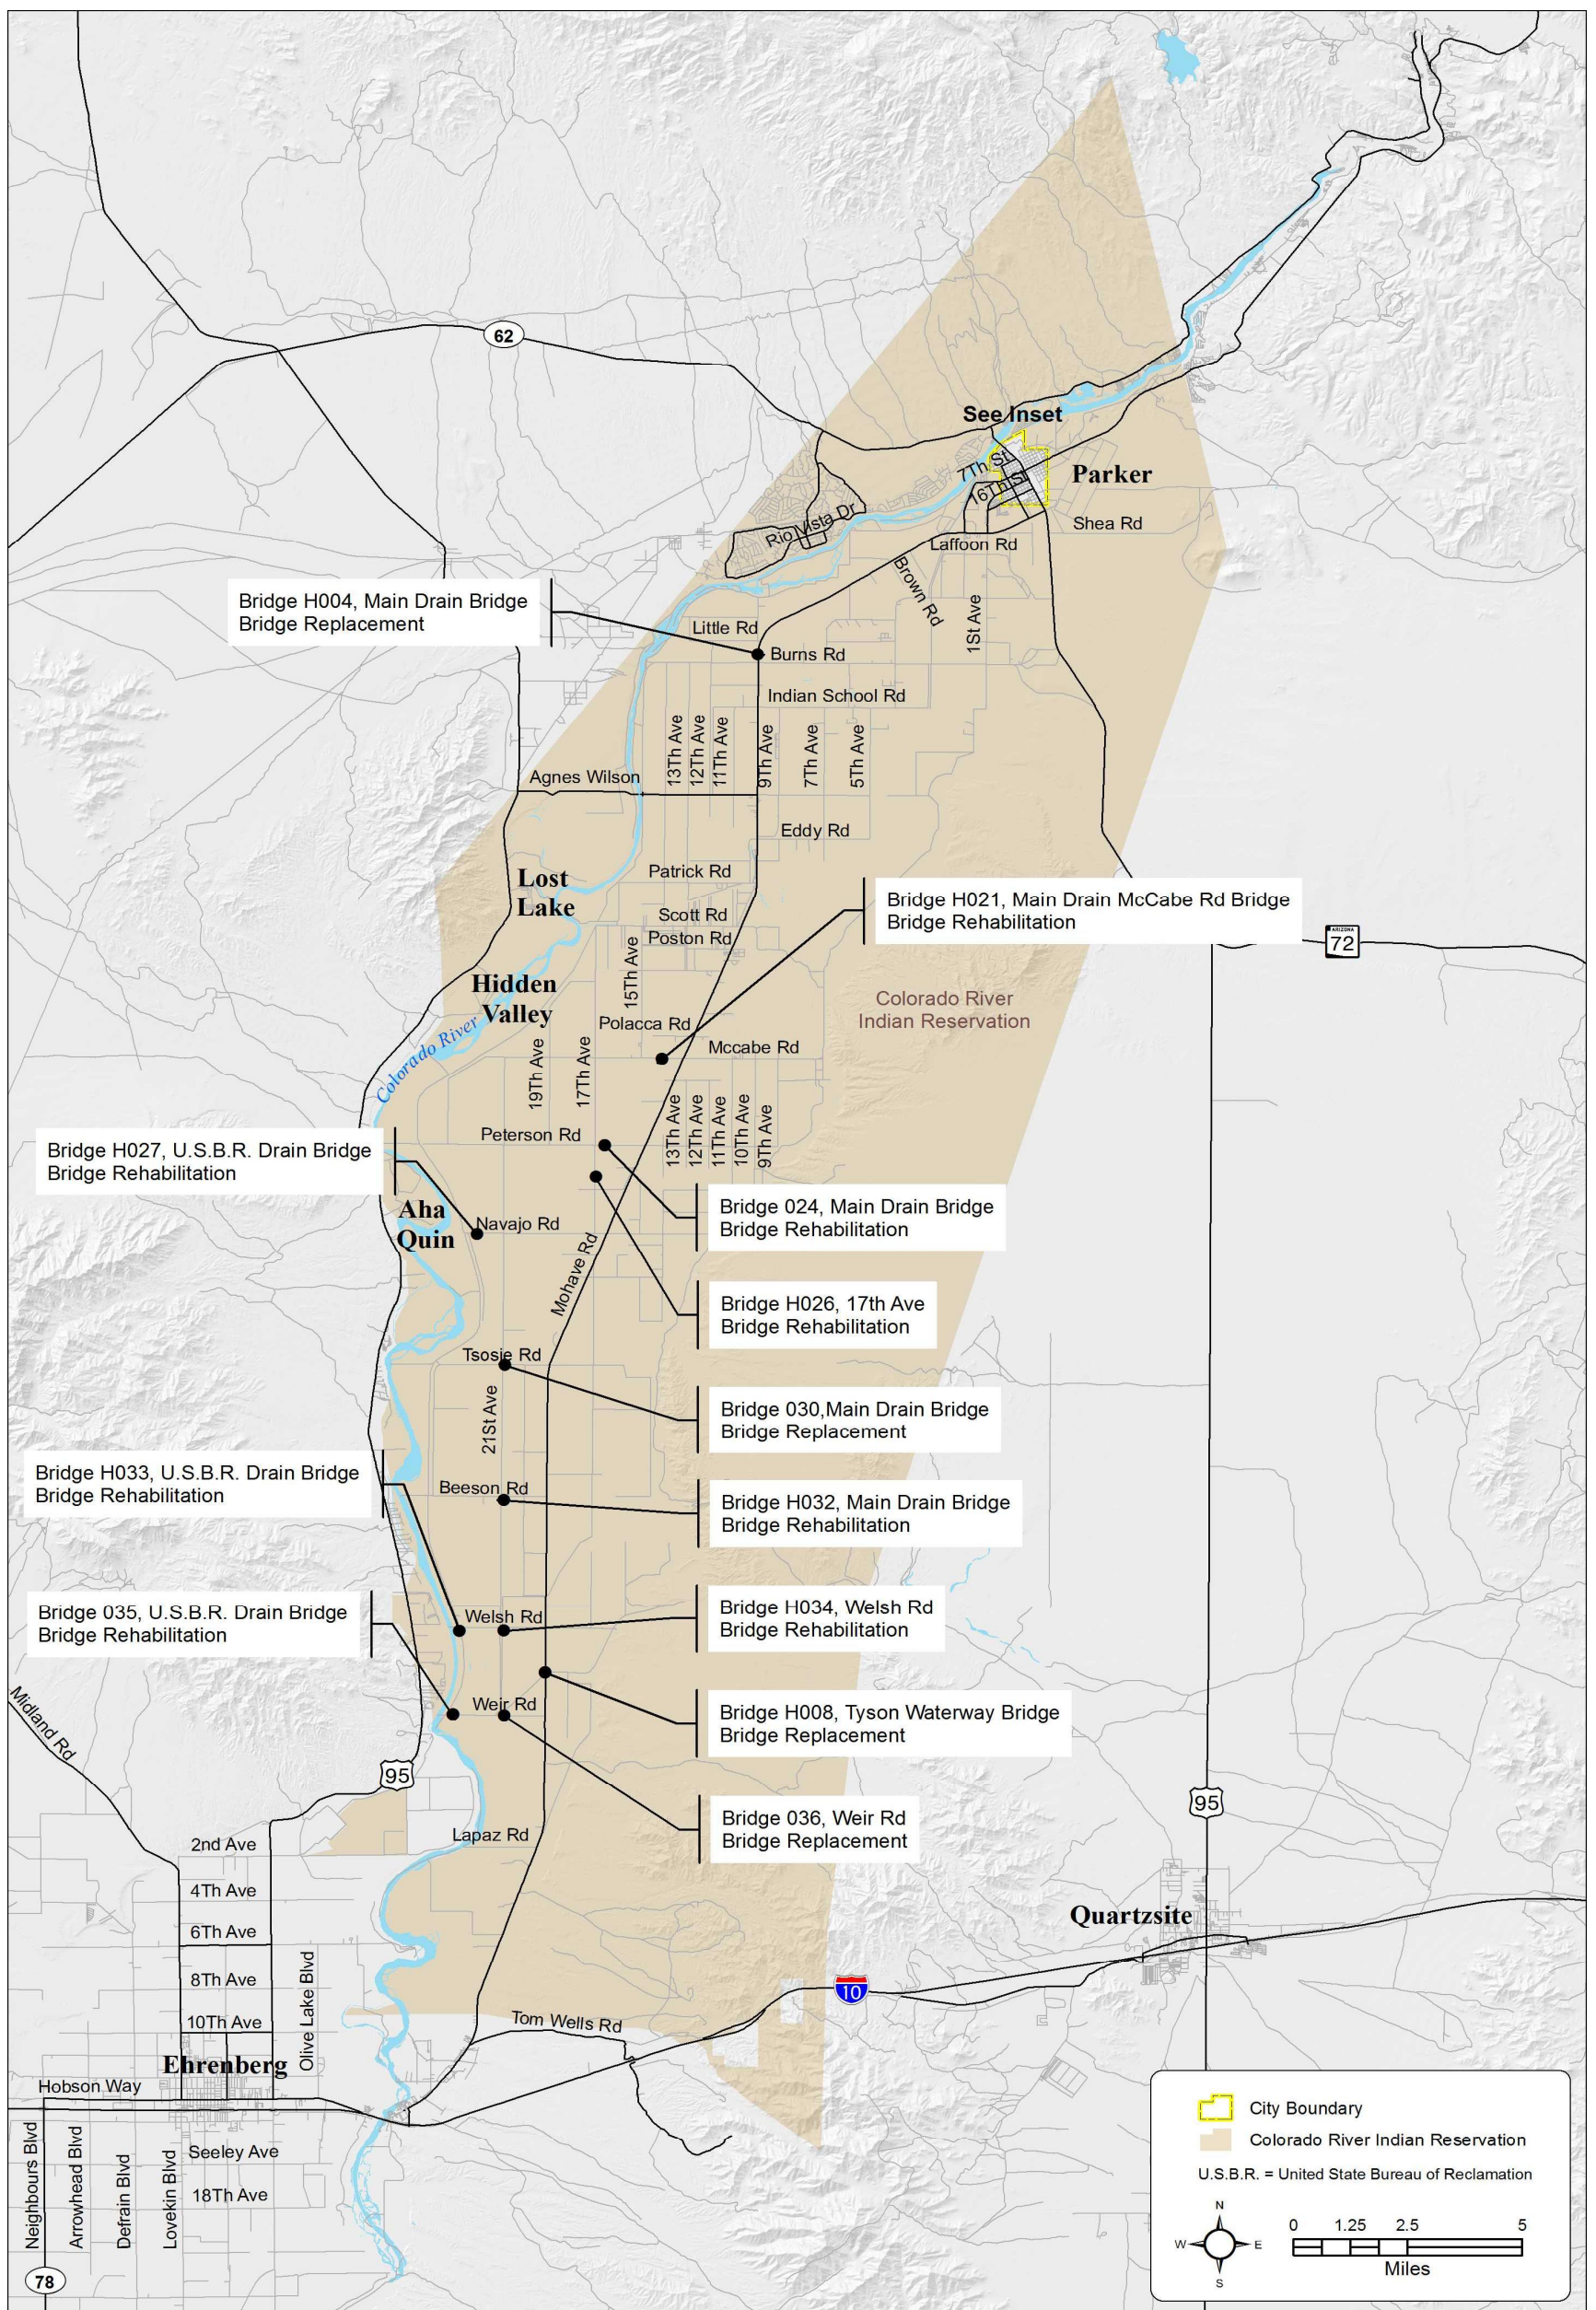 62
See Inset
7Th St
Parker
16Th St
Rio Vista Dr
Shea Rd
Laffoon Rd
Brown Rd
1St Ave
Bridge H004, Main Drain Bridge
Bridge Replacement
Little Rd
Burns Rd
Indian School Rd
13Th Ave
12Th Ave
11Th Ave
9Th Ave
7Th Ave
5Th Ave
Agnes Wilson
Eddy Rd
Patrick Rd
Lost
Lake
Bridge H021, Main Drain McCabe Rd Bridge
Bridge Rehabilitation
Scott Rd
Poston Rd
ARIZONA
72
15Th Ave
Hidden
Valley
Colorado River
Indian Reservation
Polacca Rd
Colorado River
Mccabe Rd
19Th Ave
17Th Ave
13Th Ave
12Th Ave
11Th Ave
10Th Ave
9Th Ave
Peterson Rd
Bridge H027, U.S.B.R. Drain Bridge
Bridge Rehabilitation
Aha
Quin
Navajo Rd
Bridge 024, Main Drain Bridge
Bridge Rehabilitation
Mohave Rd
Bridge H026, 17th Ave
Bridge Rehabilitation
Tsosie Rd
21St Ave
Bridge 030,Main Drain Bridge
Bridge Replacement
Bridge H033, U.S.B.R. Drain Bridge
Bridge Rehabilitation
Beeson Rd
Bridge H032, Main Drain Bridge
Bridge Rehabilitation
Bridge 035, U.S.B.R. Drain Bridge
Bridge Rehabilitation
Welsh Rd
Bridge H034, Welsh Rd
Bridge Rehabilitation
Weir Rd
Bridge H008, Tyson Waterway Bridge
Bridge Replacement
Midland Rd
95
95
Bridge 036, Weir Rd
Bridge Replacement
Lapaz Rd
2nd Ave
4Th Ave
6Th Ave
8Th Ave
10Th Ave
Olive Lake Blvd
Quartzsite
10
Tom Wells Rd
Ehrenberg
Hobson Way
Neighbours Blvd
Arrowhead Blvd
Defrain Blvd
Lovekin Blvd
Seeley Ave
18Th Ave
78
City Boundary
Colorado River Indian Reservation
U.S.B.R. = United State Bureau of Reclamation
N
W
E
S
0 1.25 2.5 5
Miles